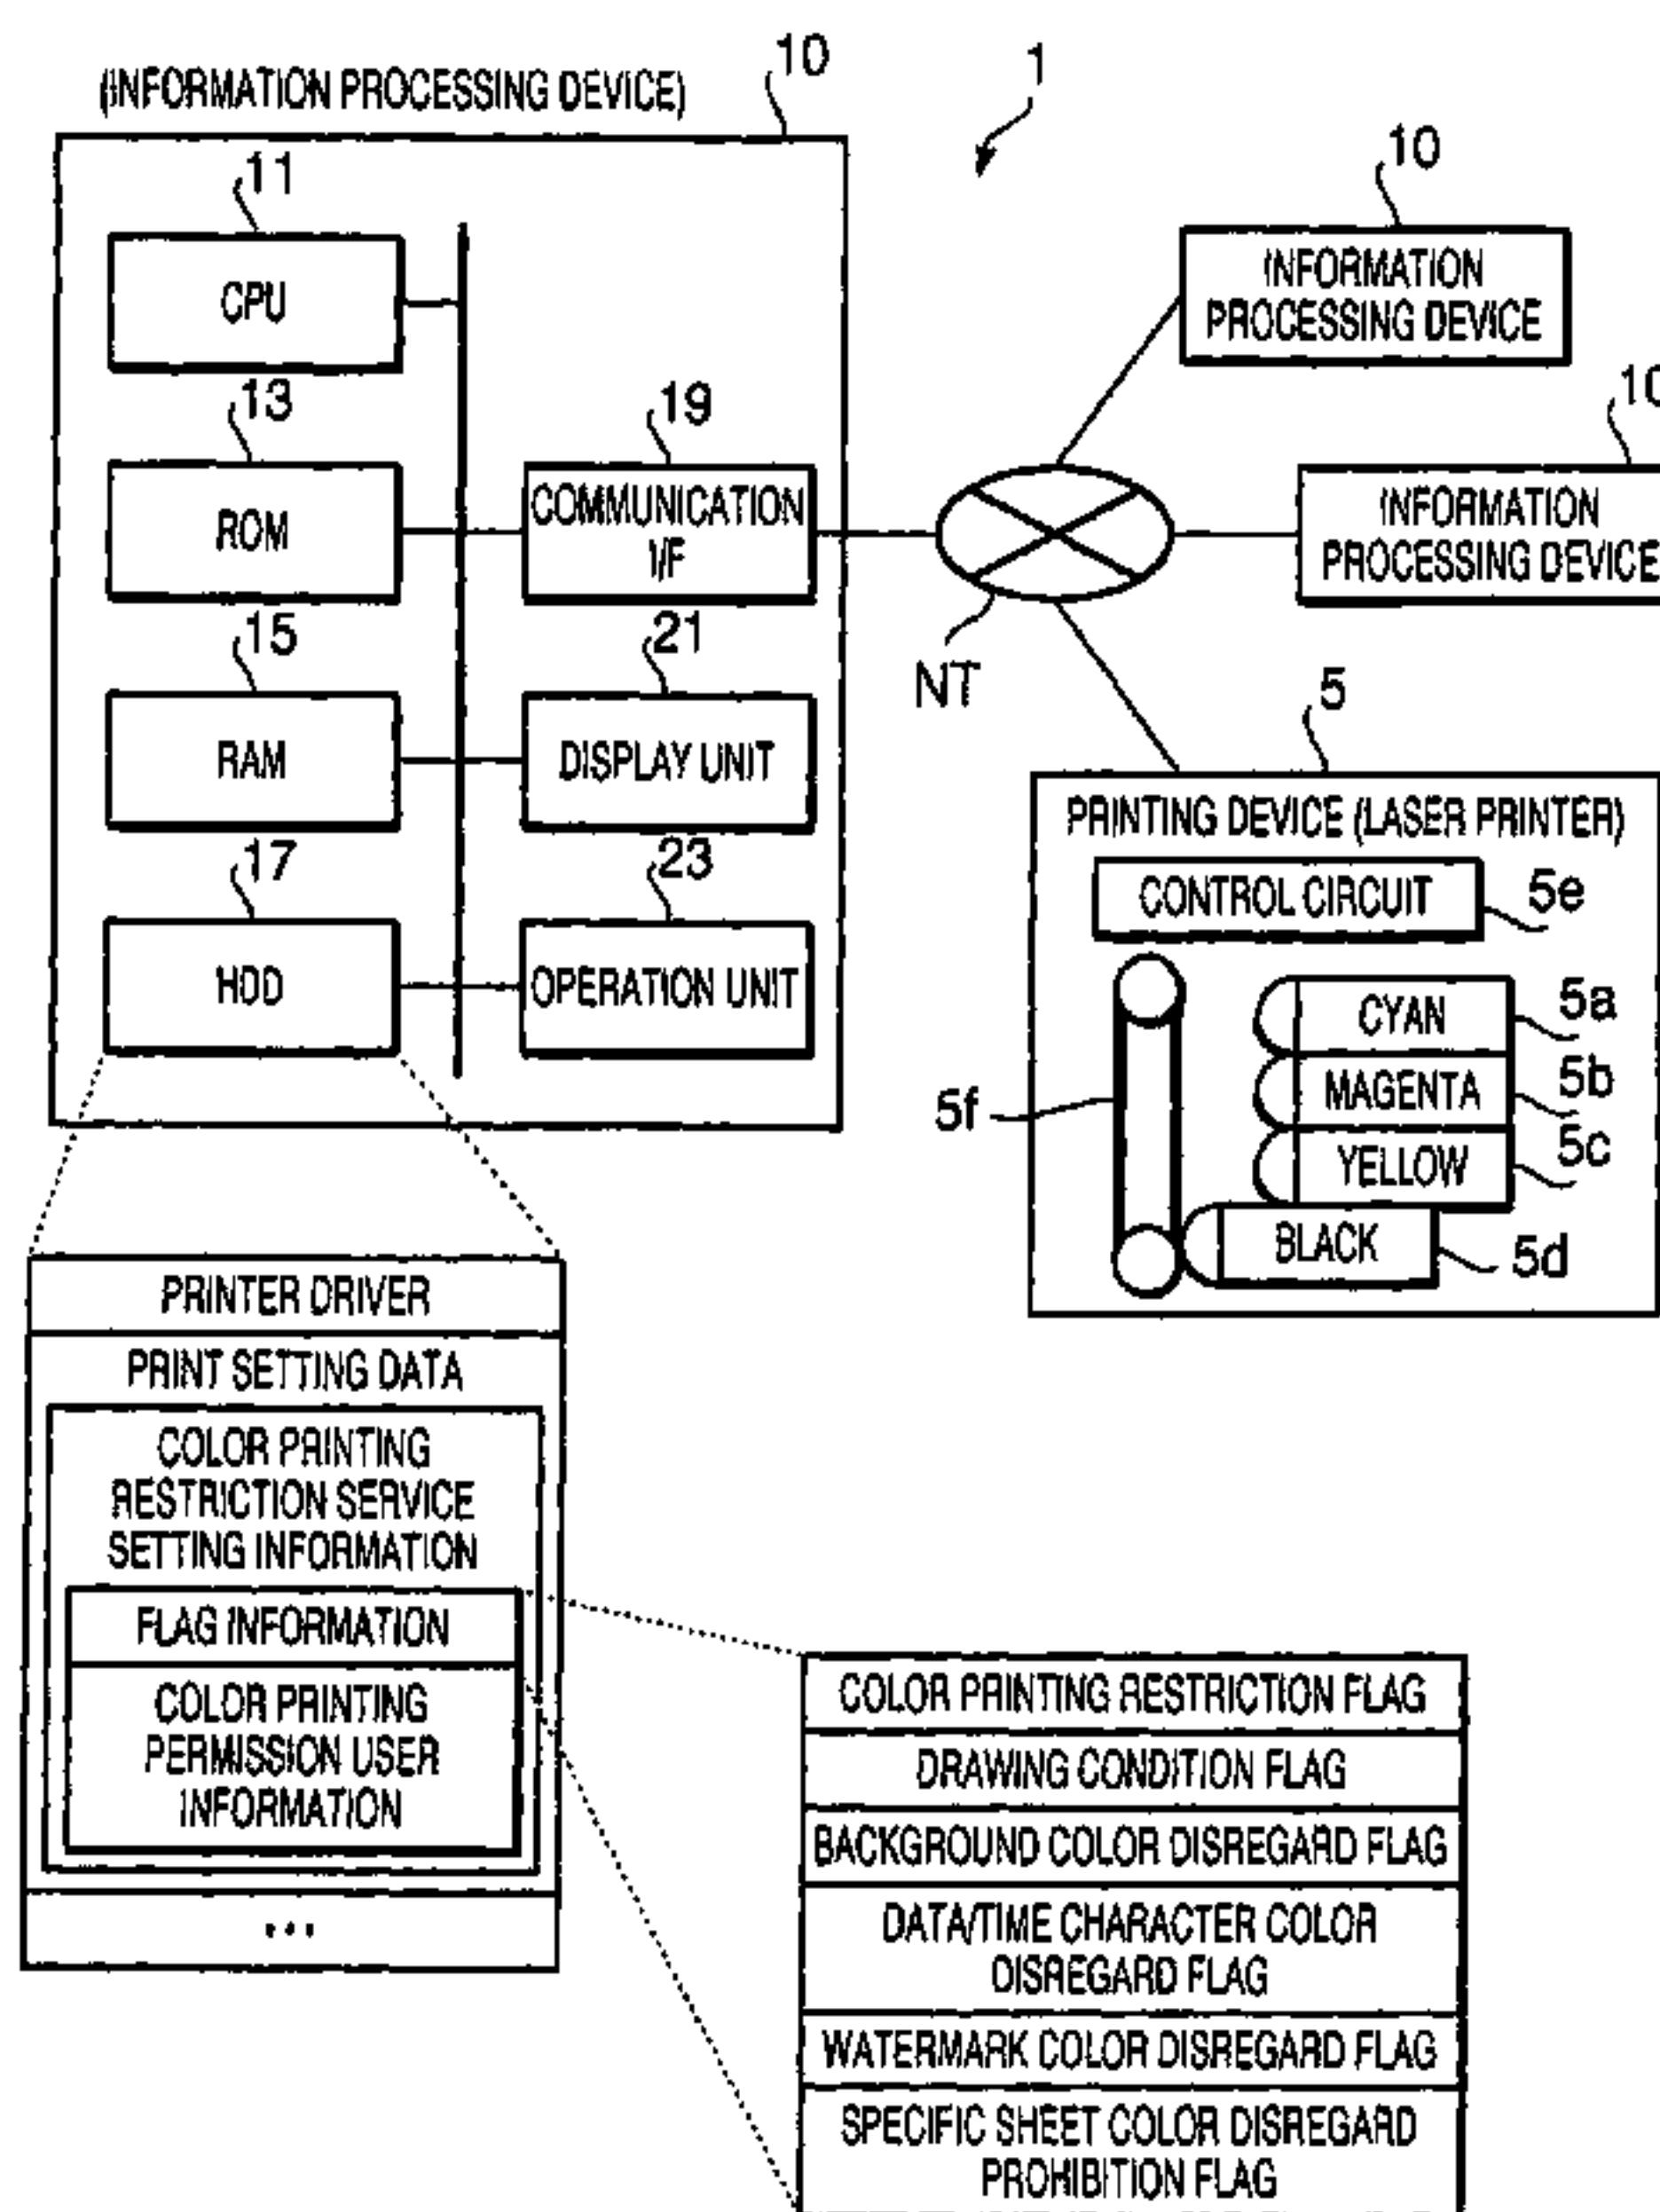 (INFORMATION PROCESSING DEVICE)
10
1
11
CPU
13
ROM
15
RAM
17
HDD
19
COMMUNICATION
I/F
21
DISPLAY UNIT
23
OPERATION UNIT
10
INFORMATION
PROCESSING DEVICE
10
INFORMATION
PROCESSING DEVICE
NT
5
PRINTING DEVICE (LASER PRINTER)
CONTROL CIRCUIT
5e
CYAN
5a
MAGENTA
5b
YELLOW
5c
BLACK
5d
5f
PRINTER DRIVER
PRINT SETTING DATA
COLOR PRINTING
RESTRICTION SERVICE
SETTING INFORMATION
FLAG INFORMATION
COLOR PRINTING
PERMISSION USER
INFORMATION
...
COLOR PRINTING RESTRICTION FLAG
DRAWING CONDITION FLAG
BACKGROUND COLOR DISREGARD FLAG
DATA/TIME CHARACTER COLOR
DISREGARD FLAG
WATERMARK COLOR DISREGARD FLAG
SPECIFIC SHEET COLOR DISREGARD
PROHIBITION FLAG